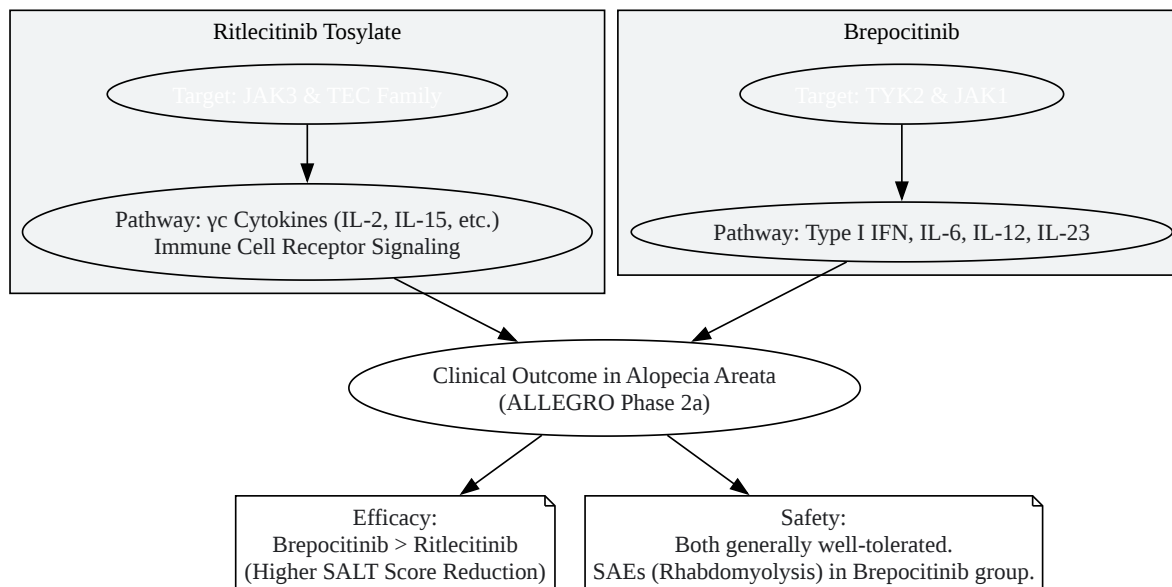 Ritlecitinib Tosylate
Target: JAK3 & TEC Family
Pathway: γc Cytokines (IL-2, IL-15, etc.)
Immune Cell Receptor Signaling
Brepocitinib
Target: TYK2 & JAK1
Pathway: Type I IFN, IL-6, IL-12, IL-23
Clinical Outcome in Alopecia Areata
(ALLEGRO Phase 2a)
Efficacy:
Brepocitinib > Ritlecitinib
(Higher SALT Score Reduction)
Safety:
Both generally well-tolerated.
SAEs (Rhabdomyolysis) in Brepocitinib group.